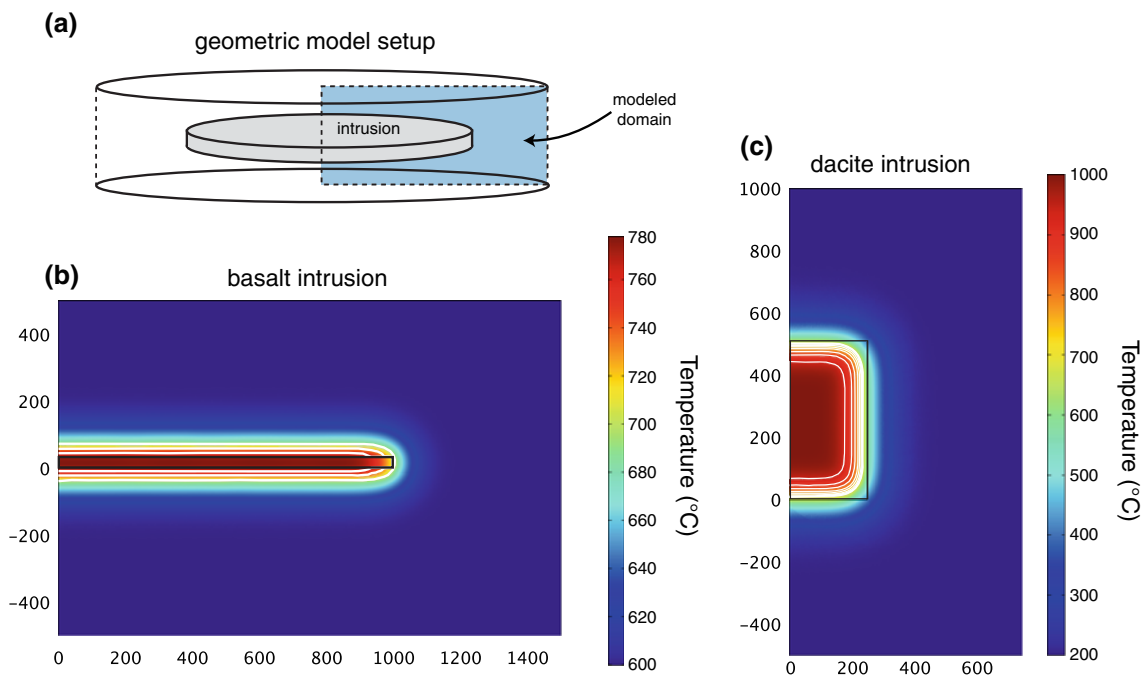 (a)
geometric model setup
intrusion
modeled
domain
(b)
basalt intrusion
400
200
0
−200
−400
0 200 400 600 800 1000 1200 1400
780
760
740
720
700
680
660
640
620
600
Temperature (°C)
(c)
dacite intrusion
1000
800
600
400
200
0
−200
−400
0 200 400 600
1000
900
800
700
600
500
400
300
200
Temperature (°C)